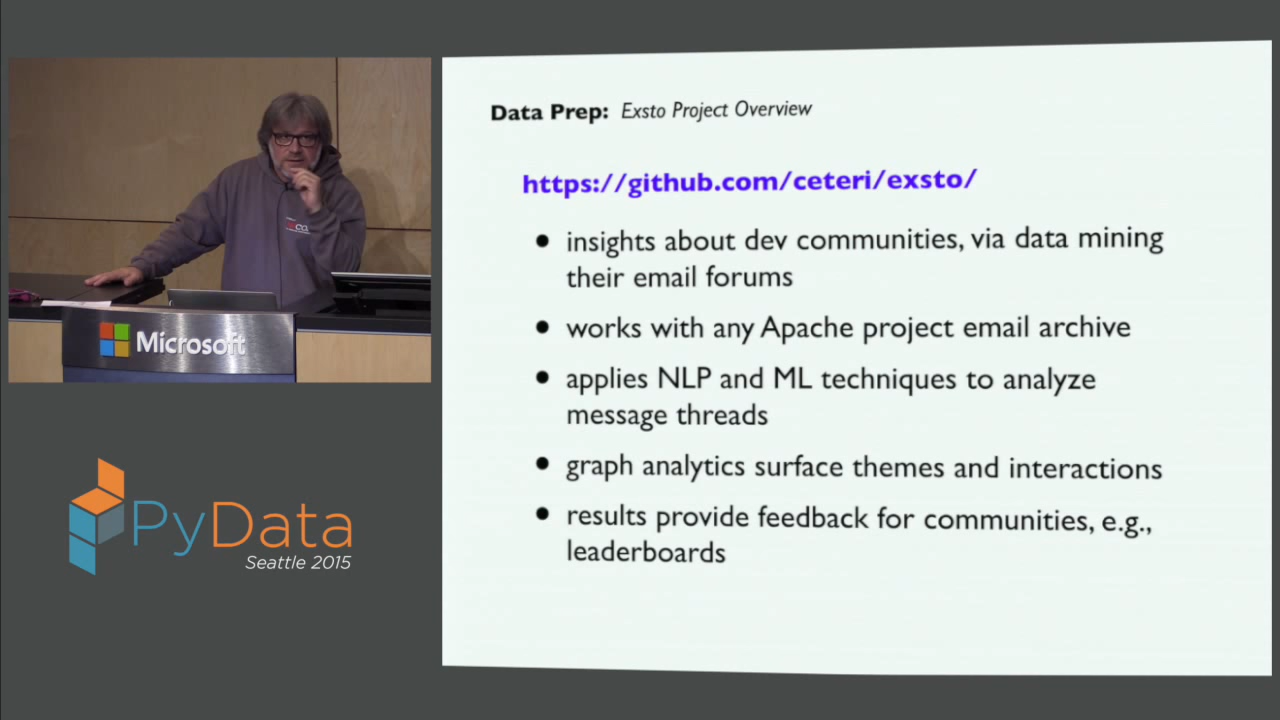 Data Prep: Exsto Project Overview
https://github.com/ceteri/exsto/
• insights about dev communities, via data mining
their email forums
• works with any Apache project email archive
• applies NLP and ML techniques to analyze
message threads
• graph analytics surface themes and interactions
• results provide feedback for communities, e.g.,
leaderboards
Microsoft
PyData
Seattle 2015